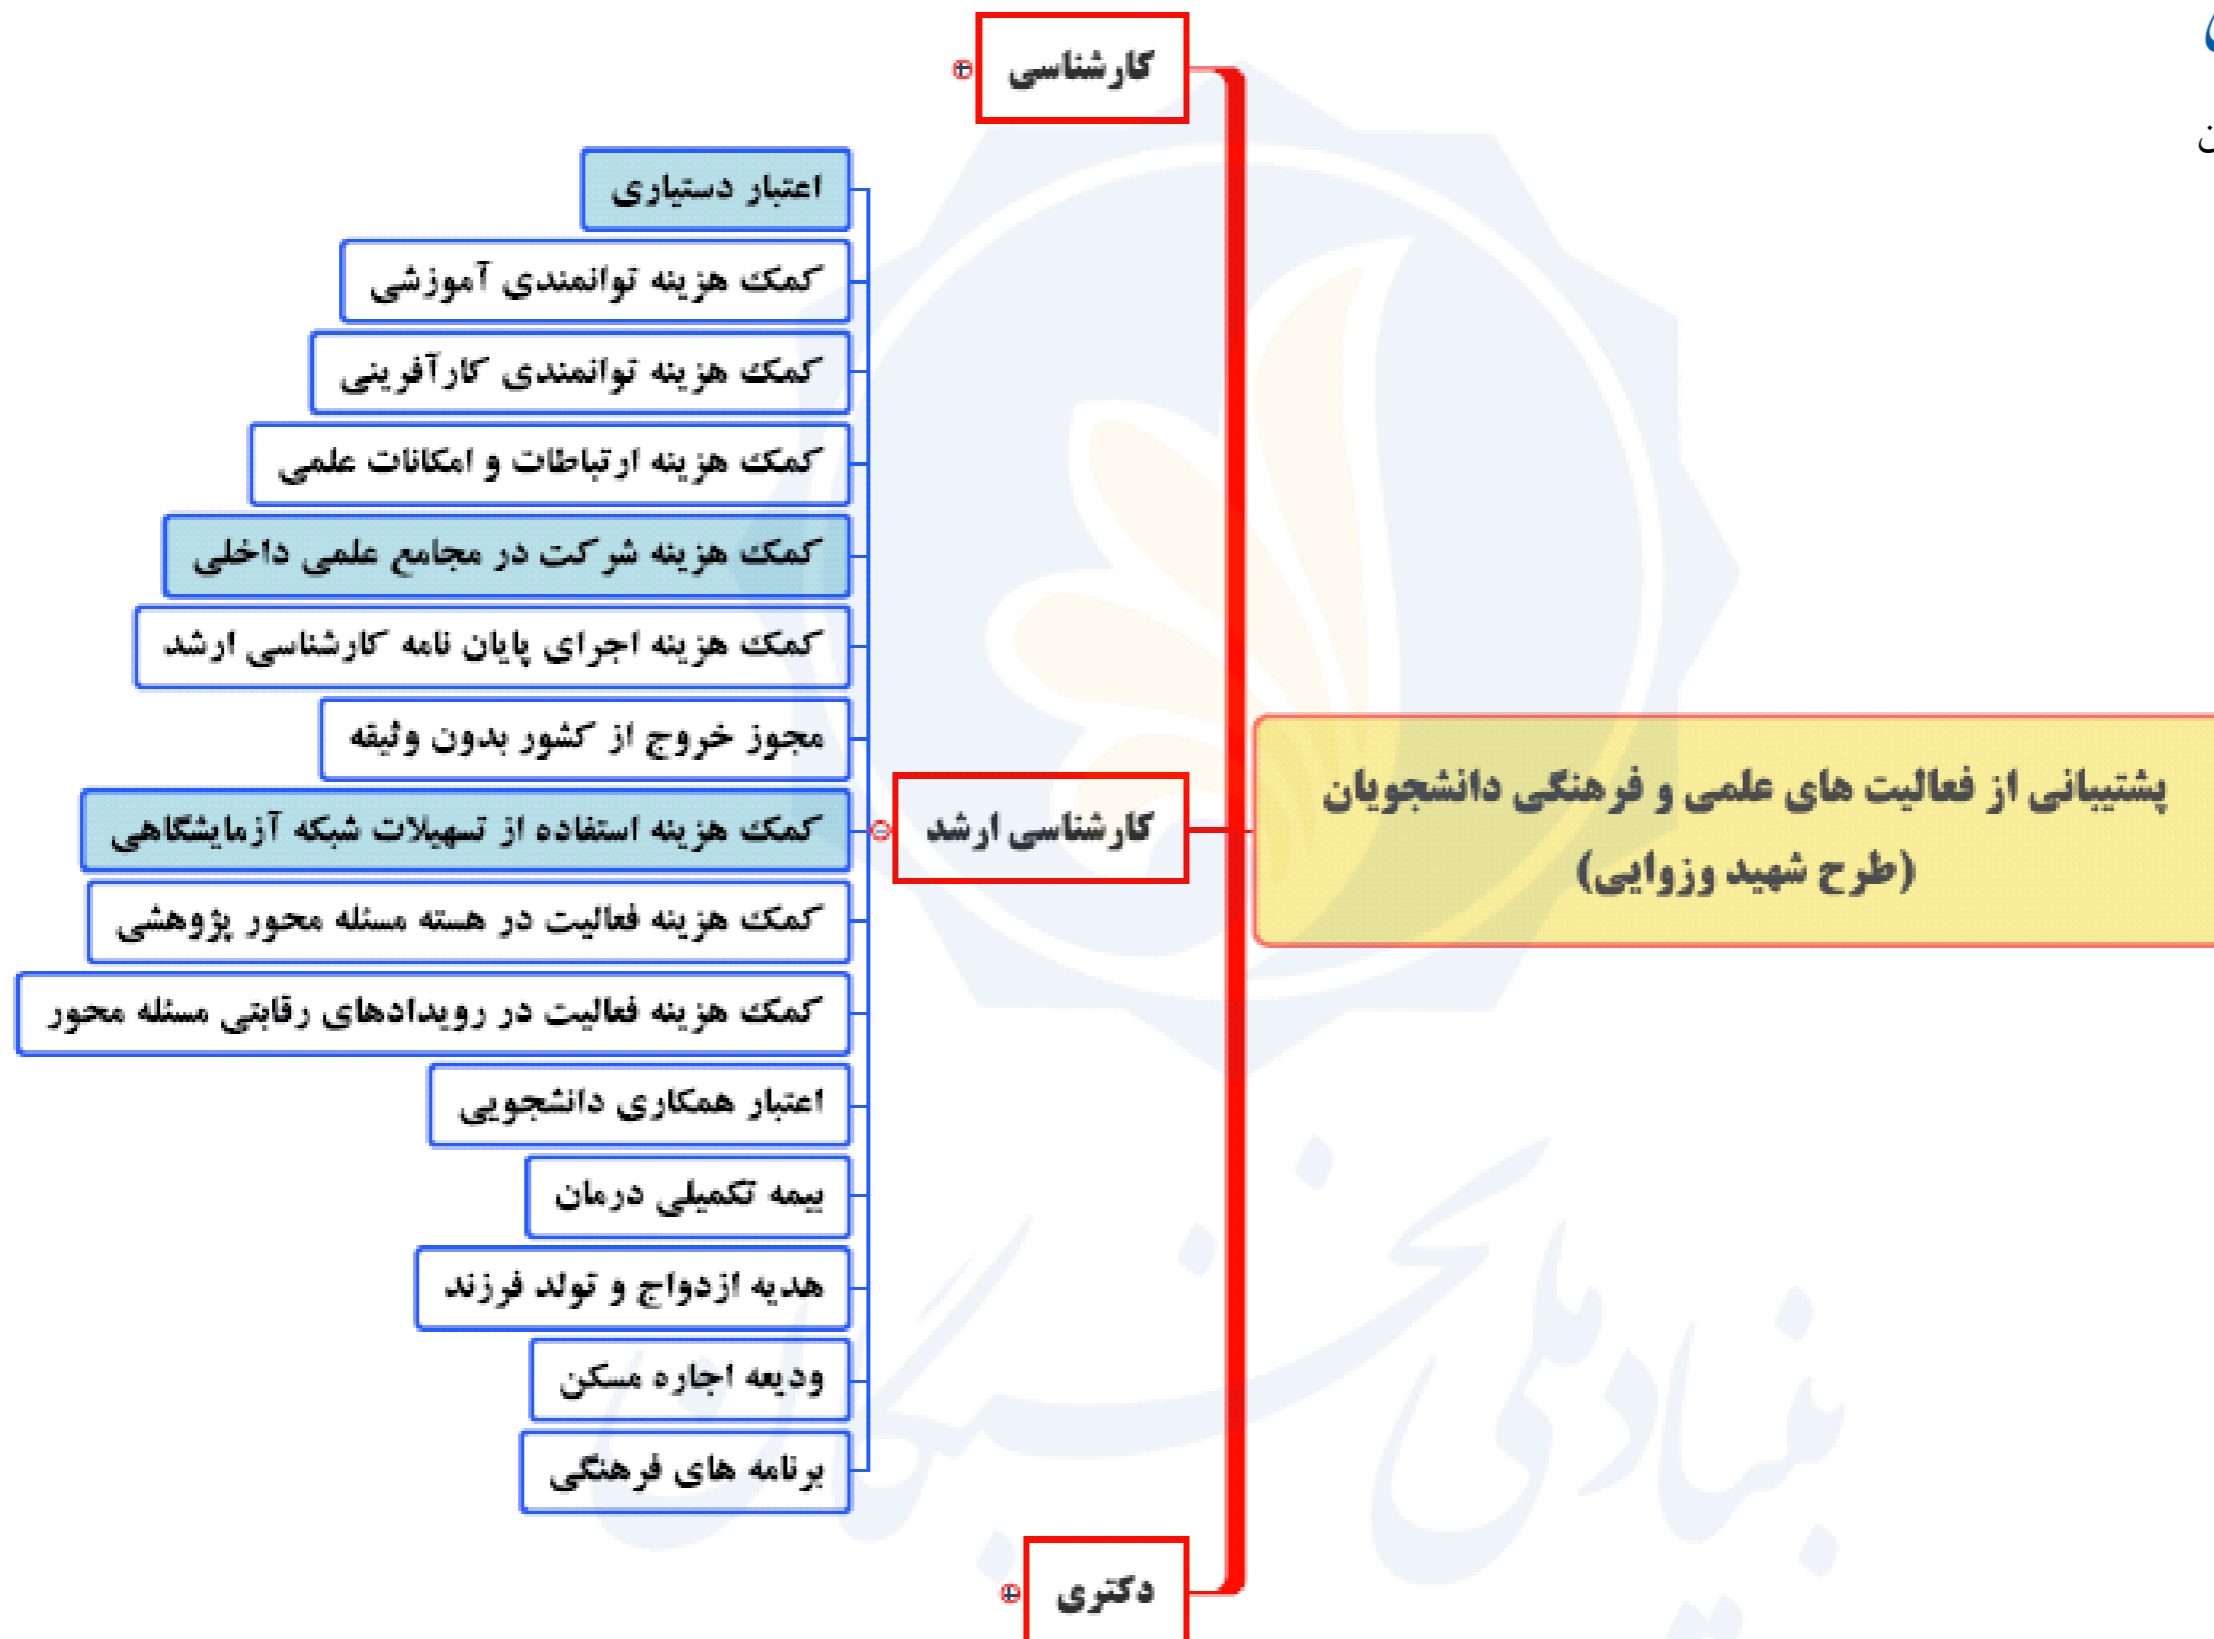 کارشناسی
اعتبار دستیاری
کمک هزینه توانمندی آموزشی
کمک هزینه توانمندی کارآفرینی
کمک هزینه ارتباطات و امکانات علمی
کمک هزینه شرکت در مجامع علمی داخلی
کمک هزینه اجرای پایان نامه کارشناسی ارشد
مجوز خروج از کشور بدون وثیقه
پشتیبانی از فعالیت های علمی و فرهنگی دانشجویان
(طرح شهید وزوایی)
کارشناسی ارشد
کمک هزینه استفاده از تسهیلات شبکه آزمایشگاهی
کمک هزینه فعالیت در هسته مسئله محور پژوهشی
کمک هزینه فعالیت در رویدادهای رقابتی مسئله محور
اعتبار همکاری دانشجویی
بیمه تکمیلی درمان
هدیه ازدواج و تولد فرزند
ودیعه اجاره مسکن
برنامه های فرهنگی
دکتری
بنیاد ملی نخبگان